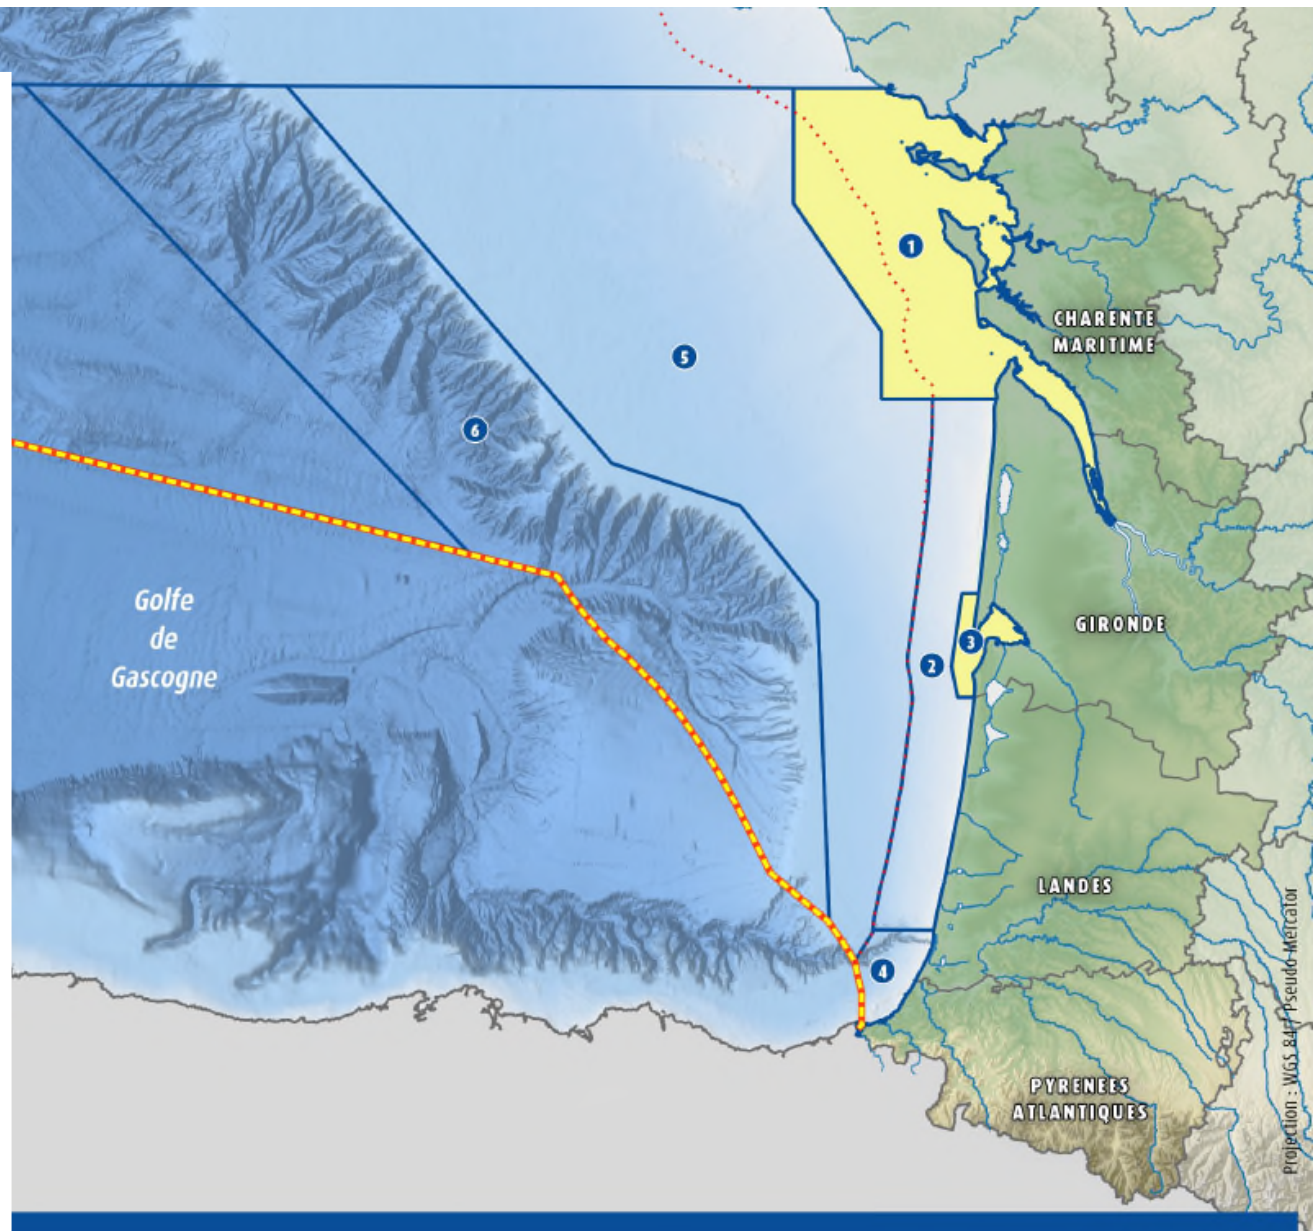 1
CHARENTE
MARITIME
5
6
Golfe
de
Gascogne
GIRONDE
3
2
LANDES
4
PYRENEES
ATLANTIQUES
Projection : WGS 84 / Pseudo-Mercator